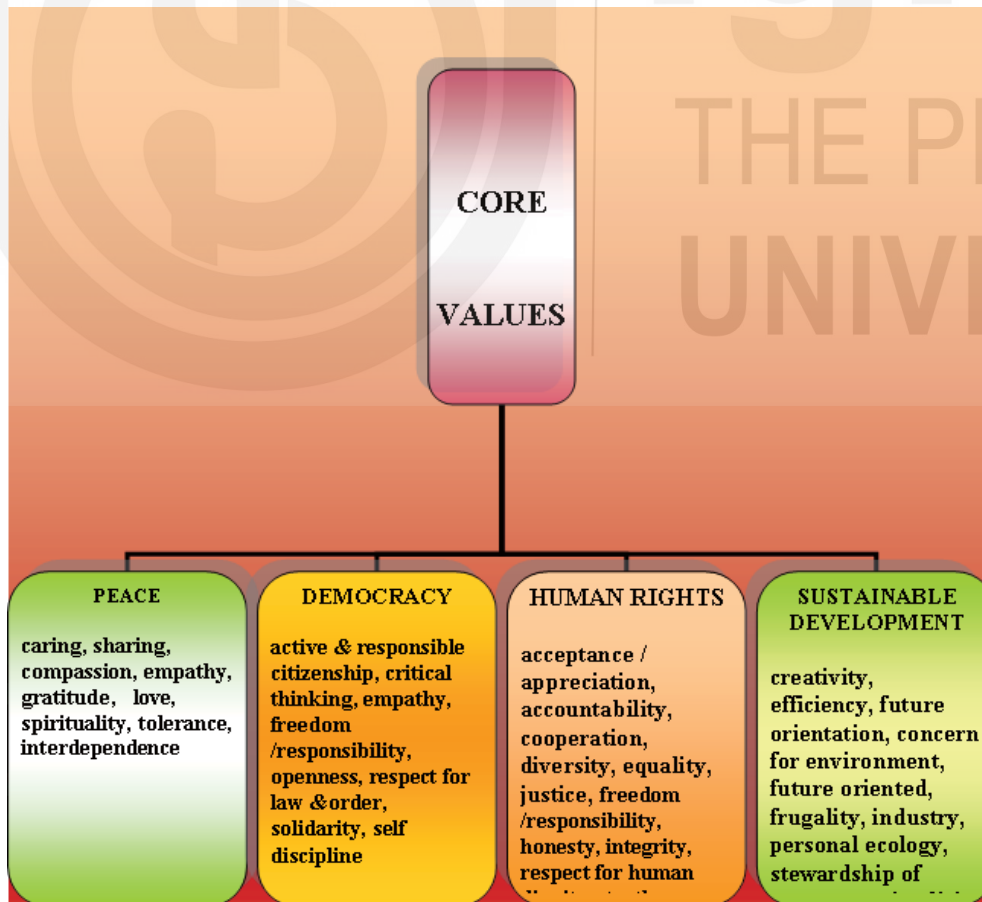 THE PE
UNIVE
CORE
VALUES
PEACE
caring, sharing,
compassion, empathy,
gratitude, love,
spirituality, tolerance,
interdependence
DEMOCRACY
active & responsible
citizenship, critical
thinking, empathy,
freedom
/responsibility,
openness, respect for
law &order,
solidarity, self
discipline
HUMAN RIGHTS
acceptance /
appreciation,
accountability,
cooperation,
diversity, equality,
justice, freedom
/responsibility,
honesty, integrity,
respect for human
SUSTAINABLE
DEVELOPMENT
creativity,
efficiency, future
orientation, concern
for environment,
future oriented,
frugality, industry,
personal ecology,
stewardship of